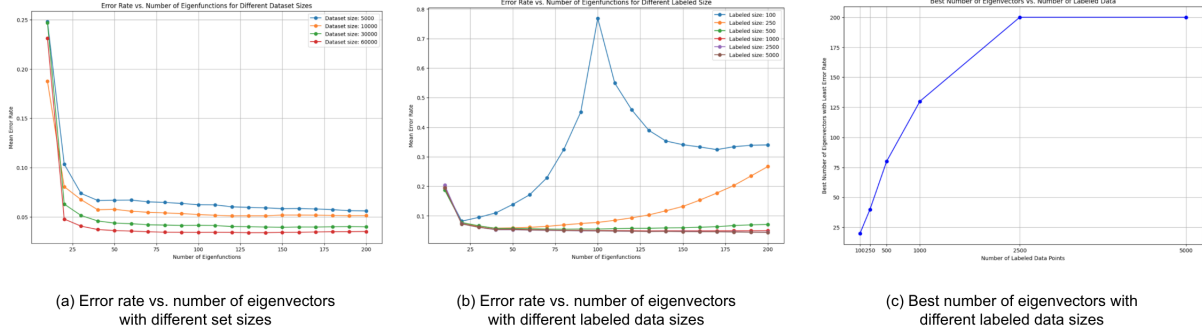 Error Rate vs. Number of Eigenfunctions for Different Dataset Sizes
Dataset size: 5000
Dataset size: 10000
Dataset size: 30000
Dataset size: 60000
Mean Error Rate
0.25
0.20
0.15
0.10
0.05
25 50 75 100 125 150 175 200
Number of Eigenfunctions
(a) Error rate vs. number of eigenvectors
with different set sizes
Error Rate vs. Number of Eigenfunctions for Different Labeled Size
Labeled size: 100
Labeled size: 250
Labeled size: 500
Labeled size: 1000
Labeled size: 2500
Labeled size: 5000
Mean Error Rate
0.8
0.7
0.6
0.5
0.4
0.3
0.2
0.1
25 50 75 100 125 150 175 200
Number of Eigenfunctions
(b) Error rate vs. number of eigenvectors
with different labeled data sizes
Best Number of Eigenvectors vs. Number of Labeled Data
Best Number of Eigenvectors with Least Error Rate
200
175
150
125
100
75
50
25
100 250 500 1000 2500 5000
Number of Labeled Data Points
(c) Best number of eigenvectors with
different labeled data sizes